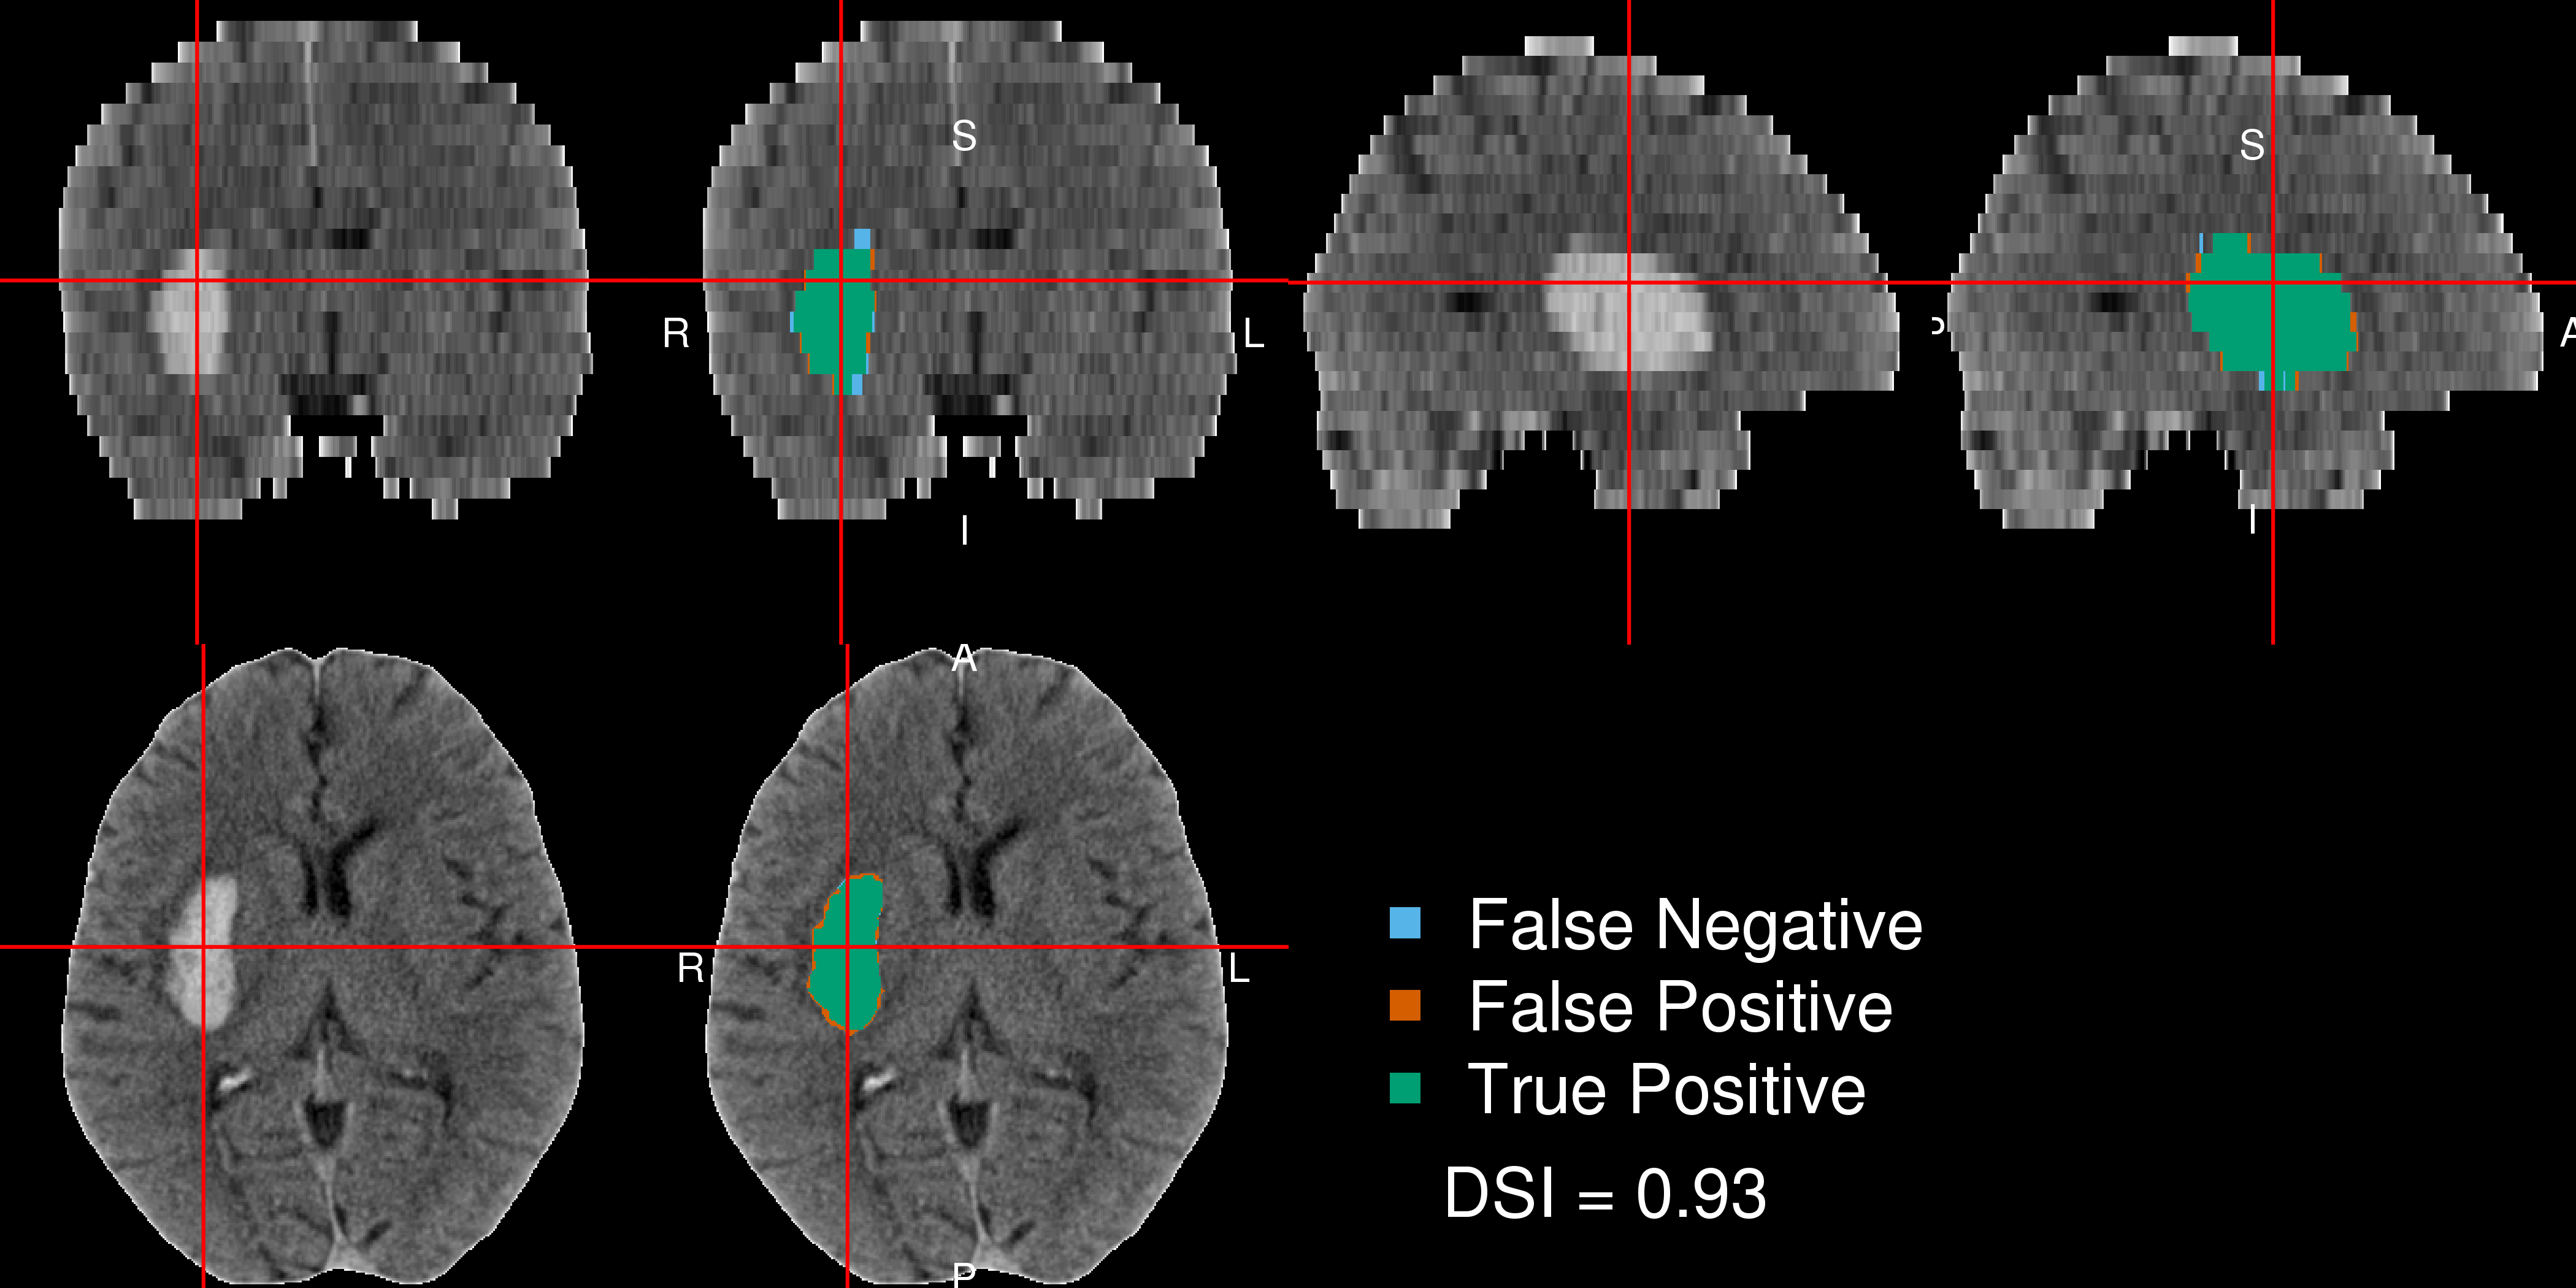 S
S
R
L
P
A
I
I
A
R
L
False Negative
False Positive
True Positive
DSI = 0.93
P